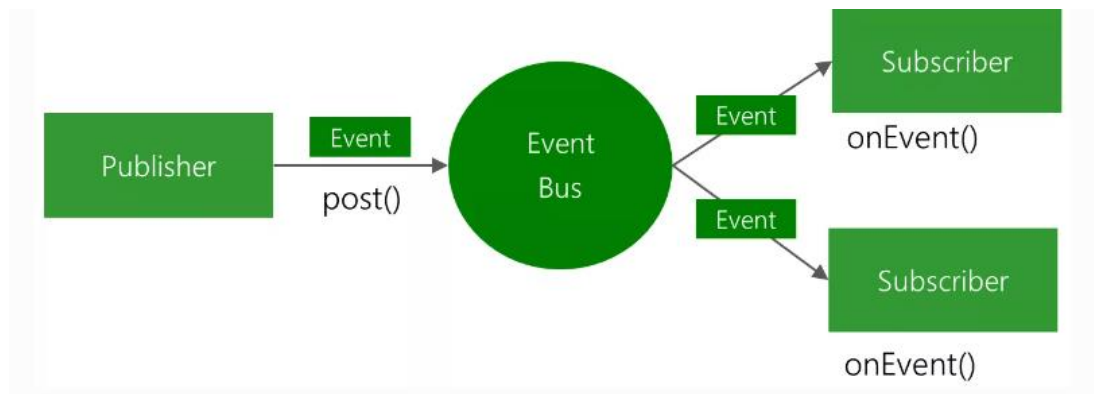 Publisher
Event
post()
Event
Bus
Event
Subscriber
onEvent()
Event
Subscriber
onEvent()